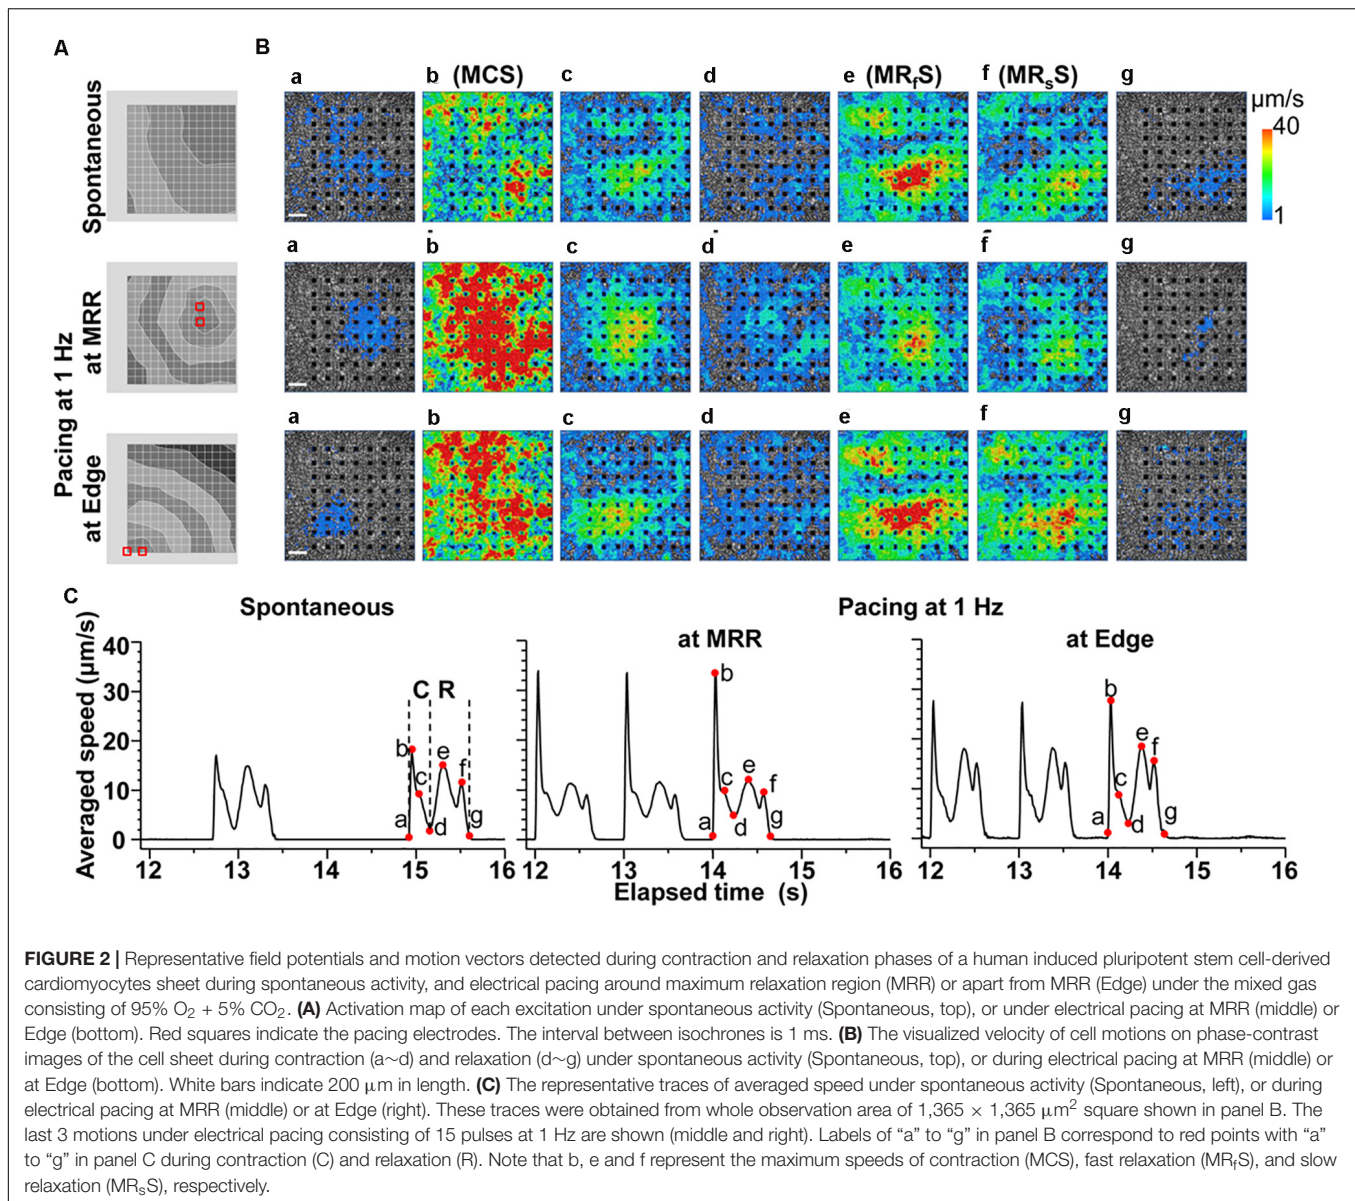 A
B
Spontaneous
a
b (MCS)
c
d
e (MRfS)
f (MRsS)
g
μm/s
40
1
Pacing at 1 Hz
at MRR
a
b
c
d
e
f
g
at Edge
a
b
c
d
e
f
g
C
Spontaneous
Pacing at 1 Hz
at MRR
at Edge
Averaged speed (μm/s)
40
30
20
10
0
C R
a
b
c
d
e
f
g
12 13 14 15 16
a
b
c
d
e
f
g
12 13 14 15 16
a
b
c
d
e
f
g
12 13 14 15 16
Elapsed time (s)
FIGURE 2 | Representative field potentials and motion vectors detected during contraction and relaxation phases of a human induced pluripotent stem cell-derived
cardiomyocytes sheet during spontaneous activity, and electrical pacing around maximum relaxation region (MRR) or apart from MRR (Edge) under the mixed gas
consisting of 95% O₂ + 5% CO₂. (A) Activation map of each excitation under spontaneous activity (Spontaneous, top), or under electrical pacing at MRR (middle) or
Edge (bottom). Red squares indicate the pacing electrodes. The interval between isochrones is 1 ms. (B) The visualized velocity of cell motions on phase-contrast
images of the cell sheet during contraction (a~d) and relaxation (d~g) under spontaneous activity (Spontaneous, top), or during electrical pacing at MRR (middle) or
at Edge (bottom). White bars indicate 200 μm in length. (C) The representative traces of averaged speed under spontaneous activity (Spontaneous, left), or during
electrical pacing at MRR (middle) or at Edge (right). These traces were obtained from whole observation area of 1,365 × 1,365 μm² square shown in panel B. The
last 3 motions under electrical pacing consisting of 15 pulses at 1 Hz are shown (middle and right). Labels of “a” to “g” in panel B correspond to red points with “a”
to “g” in panel C during contraction (C) and relaxation (R). Note that b, e and f represent the maximum speeds of contraction (MCS), fast relaxation (MRfS), and slow
relaxation (MRsS), respectively.